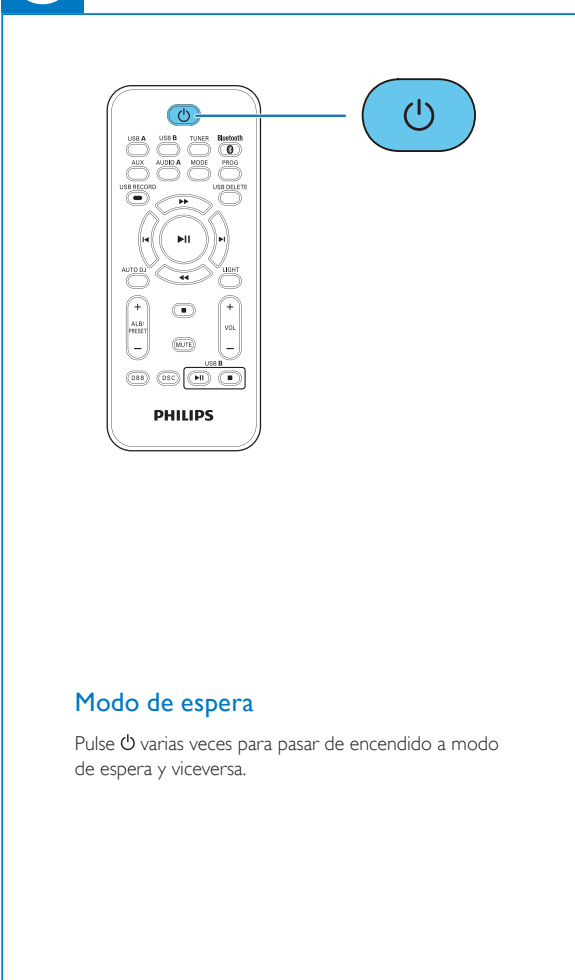 USB A USB B TUNER Bluetooth
AUX AUDIO A MODE PROG
USB RECORD USB DELETE
AUTO DJ LIGHT
+ +
ALB/
PRESET
VOL
– –
MUTE
USB B
DBB DSC
PHILIPS
Modo de espera
Pulse varias veces para pasar de encendido a modo
de espera y viceversa.